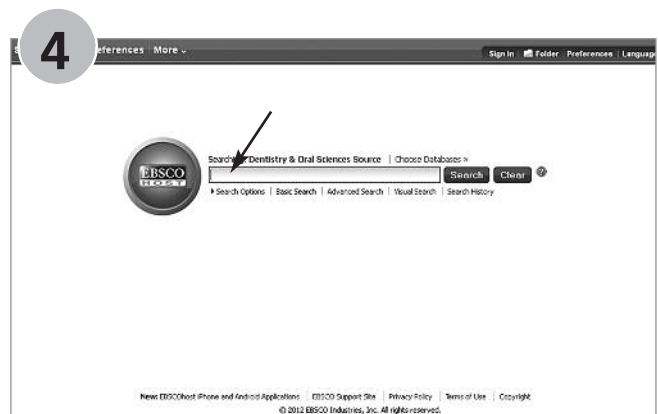 4
eferences More
Sign In Folder Preferences Languag
Dentistry & Oral Sciences Source | Choose Databases »
EBSCO
HOST
Search Clear ?
Search Options | Basic Search | Advanced Search | Visual Search | Search History
New: EBSCOhost iPhone and Android Applications | EBSCO Support Site | Privacy Policy | Terms of Use | Copyright
© 2012 EBSCO Industries, Inc. All rights reserved.